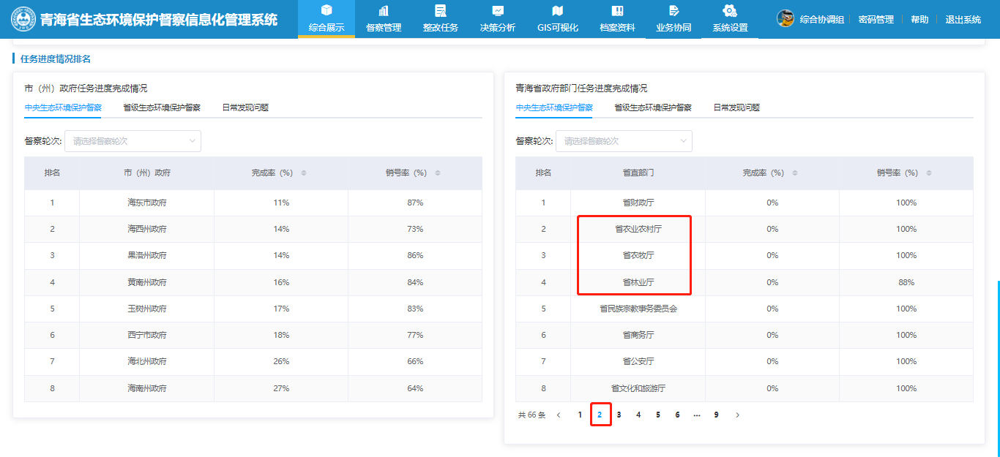 青海省生态环境保护督察信息化管理系统
综合展示 督察管理 整改任务 决策分析 GIS可视化 档案资料 业务协同 系统设置 综合协调组 密码管理 帮助 退出系统
任务进度情况排名
市（州）政府任务进度完成情况
中央生态环境保护督察 省级生态环境保护督察 日常发现问题
督察轮次: 请选择督察轮次
排名 市（州）政府 完成率（%） 销号率（%）
1 海东市政府 11% 87%
2 海西州政府 14% 73%
3 果洛州政府 14% 86%
4 黄南州政府 16% 84%
5 玉树州政府 17% 83%
6 西宁市政府 18% 77%
7 海北州政府 26% 66%
8 海南州政府 27% 64%
青海省政府部门任务进度完成情况
中央生态环境保护督察 省级生态环境保护督察 日常发现问题
督察轮次: 请选择督察轮次
排名 省直部门 完成率（%） 销号率（%）
1 省财政厅 0% 100%
2 省农业农村厅 0% 100%
3 省农牧厅 0% 100%
4 省林业厅 0% 88%
5 省民族宗教事务委员会 0% 100%
6 省商务厅 0% 100%
7 省公安厅 0% 100%
8 省文化和旅游厅 0% 100%
共 66 条 < 1 2 3 4 5 6 ··· 9 >